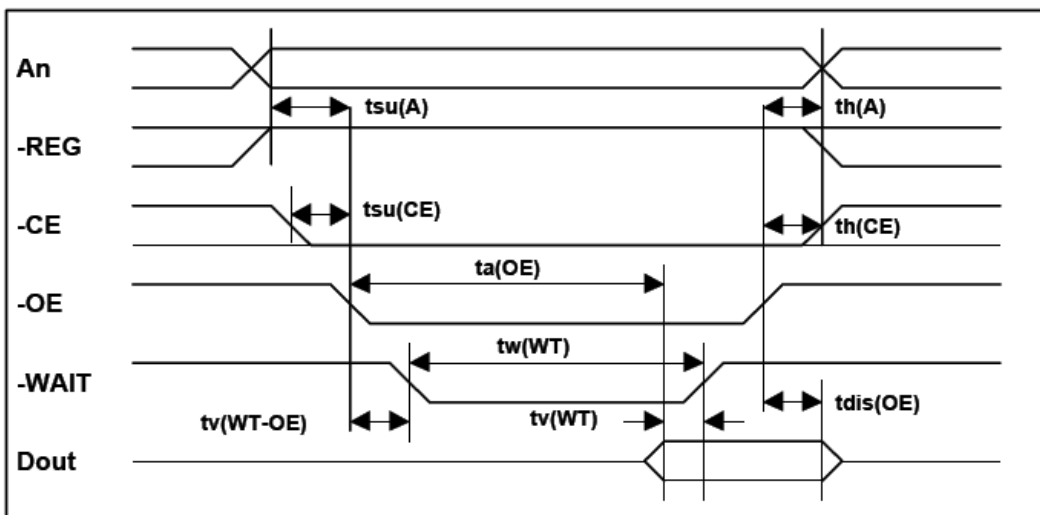 An
tsu(A)
th(A)
-REG
tsu(CE)
-CE
th(CE)
ta(OE)
-OE
tw(WT)
-WAIT
tdis(OE)
tv(WT-OE)
tv(WT)
Dout